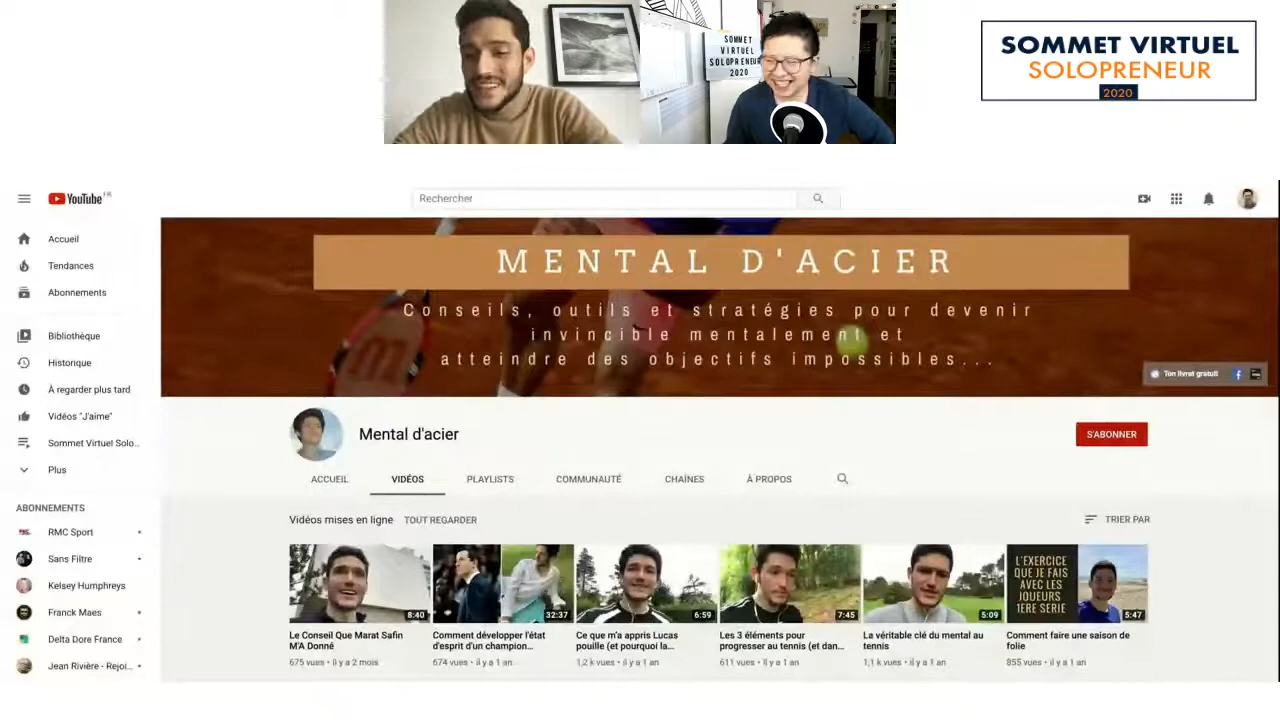 SOMMET
VIRTUEL
SOLOPRENEUR
2020
SOMMET VIRTUEL
SOLOPRENEUR
2020
YouTube FR
Rechercher
Accueil
Tendances
Abonnements
Bibliothèque
Historique
À regarder plus tard
Vidéos "J'aime"
Sommet Virtuel Solo...
Plus
ABONNEMENTS
RMC Sport
Sans Filtre
Kelsey Humphreys
Franck Maes
Delta Dore France
Jean Rivière - Rejoi...
MENTAL D'ACIER
Conseils, outils et stratégies pour devenir
invincible mentalement et
atteindre des objectifs impossibles...
Ton livret gratuit
Mental d'acier
S'ABONNER
ACCUEIL VIDÉOS PLAYLISTS COMMUNAUTÉ CHAÎNES À PROPOS
Vidéos mises en ligne TOUT REGARDER TRIER PAR
8:40
Le Conseil Que Marat Safin
M'A Donné
675 vues • il y a 2 mois
32:37
Comment développer l'état
d'esprit d'un champion...
674 vues • il y a 1 an
6:59
Ce que m'a appris Lucas
pouille (et pourquoi la...
1,2 k vues • il y a 1 an
7:45
Les 3 éléments pour
progresser au tennis (et dan...
611 vues • il y a 1 an
5:09
La véritable clé du mental au
tennis
1,1 k vues • il y a 1 an
L'EXERCICE
QUE JE FAIS
AVEC LES
JOUEURS
1ERE SERIE
5:47
Comment faire une saison de
folie
855 vues • il y a 1 an